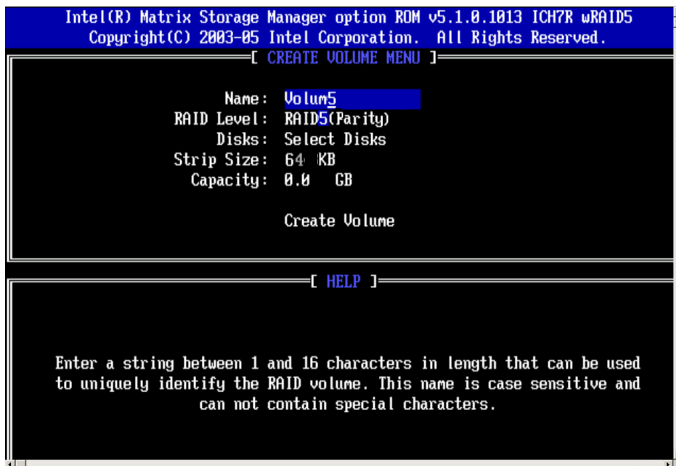 Intel(R) Matrix Storage Manager option ROM v5.1.0.1013 ICH7R wRAID5
Copyright(C) 2003-05 Intel Corporation. All Rights Reserved.
[ CREATE VOLUME MENU ]
Name: Volum5
RAID Level: RAID5(Parity)
Disks: Select Disks
Strip Size: 64 KB
Capacity: 0.0 GB
Create Volume
[ HELP ]
Enter a string between 1 and 16 characters in length that can be used
to uniquely identify the RAID volume. This name is case sensitive and
can not contain special characters.